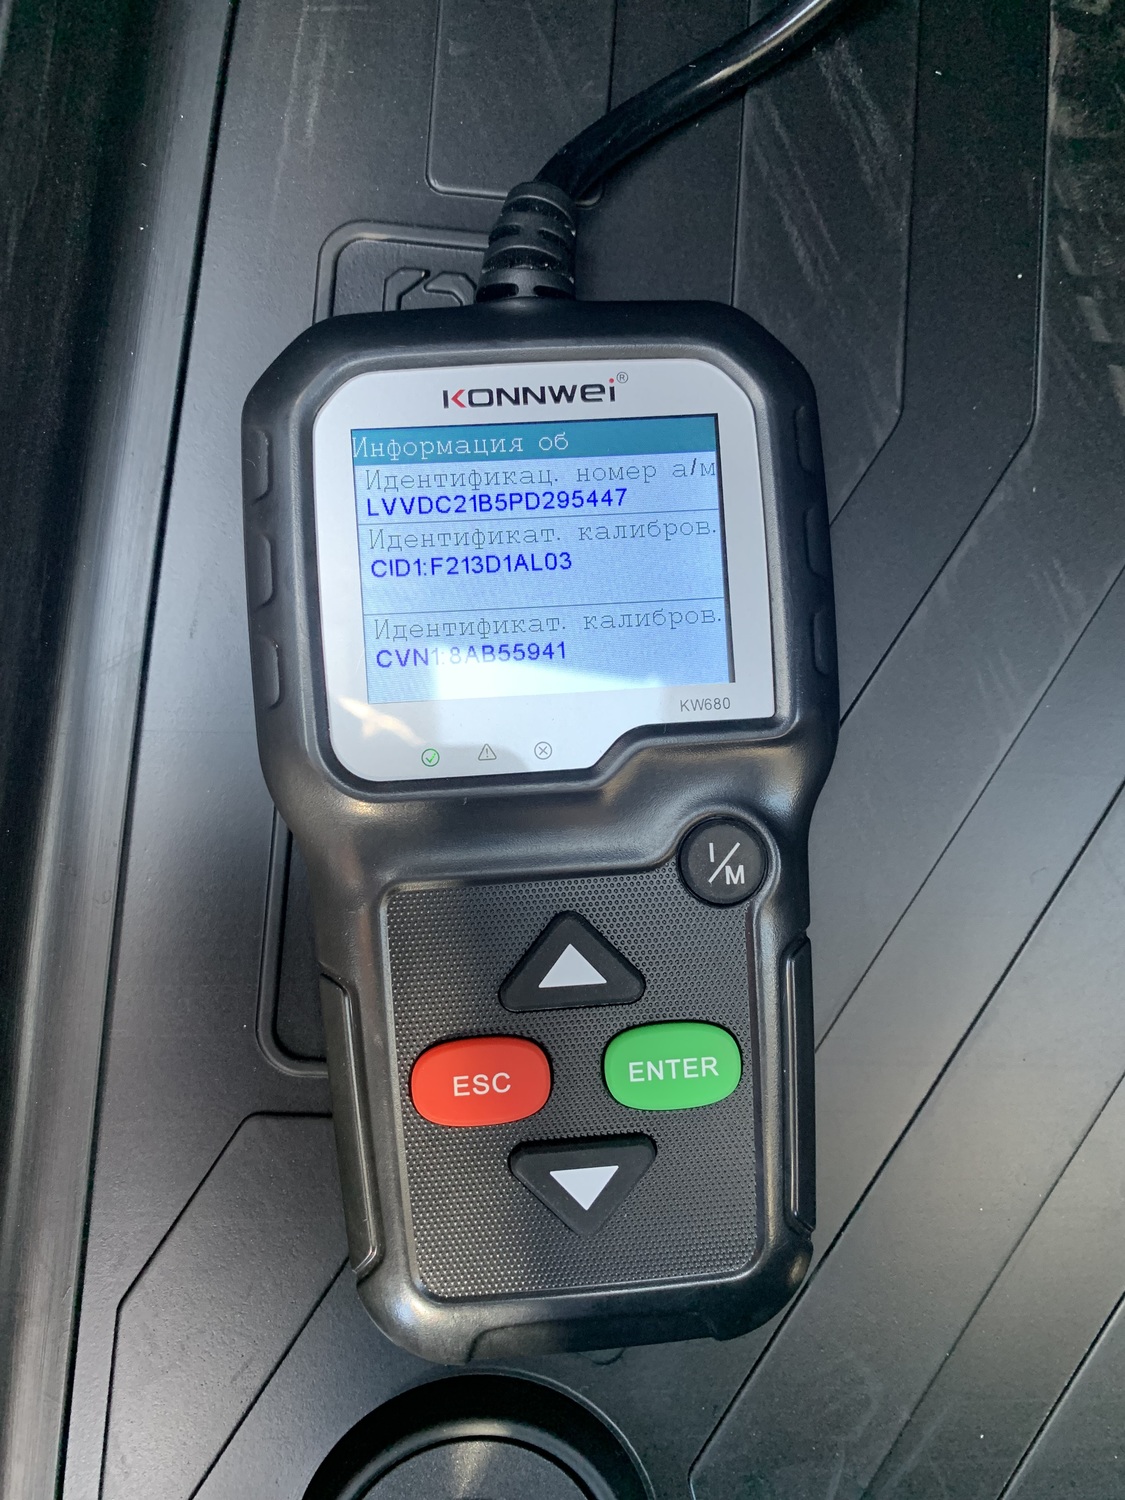 KONNWEI®
Информация об
Идентификац. номер а/м
LVVDC21B5PD295447
Идентификат. калибров.
CID1:F213D1AL03
Идентификат. калибров.
CVN1:8AB55941
KW680
I/M
ESC
ENTER